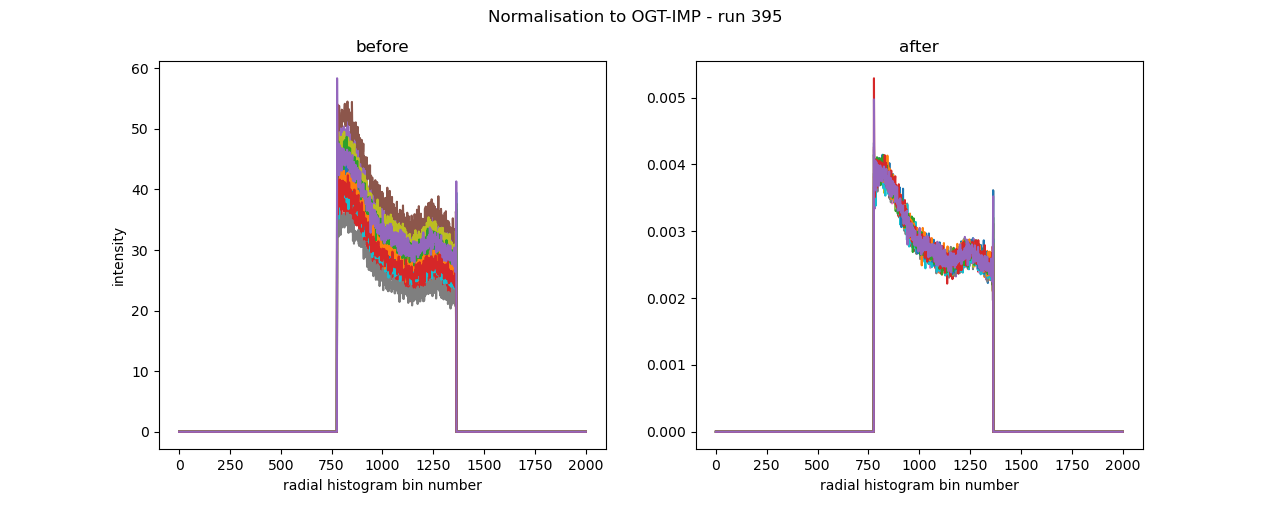 Normalisation to OGT-IMP - run 395
before
60
50
40
30
20
10
0
intensity
0 250 500 750 1000 1250 1500 1750 2000
radial histogram bin number
after
0.005
0.004
0.003
0.002
0.001
0.000
0 250 500 750 1000 1250 1500 1750 2000
radial histogram bin number